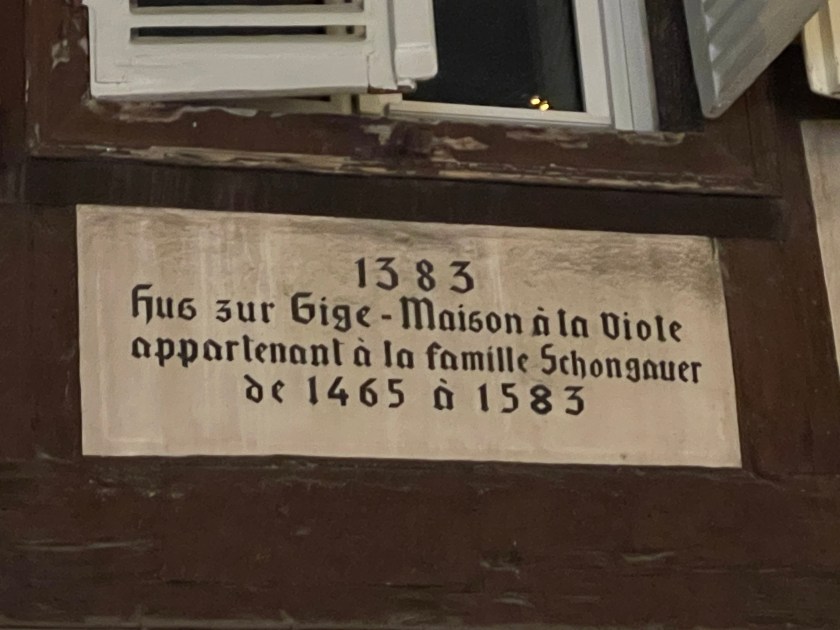 1383
Hus zur Gige - Maison à la Viole
appartenant à la famille Schongauer
de 1465 à 1583